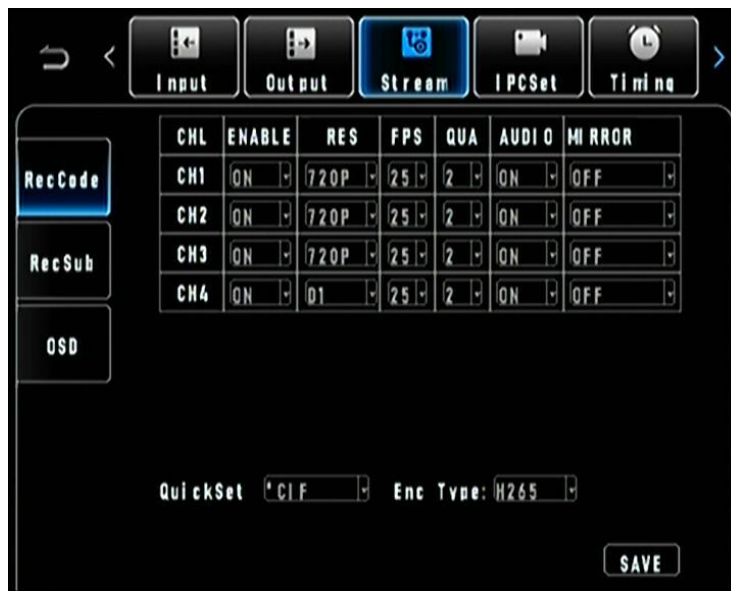 Input Output Stream IPCSet Timing
CHL ENABLE RES FPS QUA AUDIO MIRROR
RecCode
CH1 ON 720P 25 2 ON OFF
CH2 ON 720P 25 2 ON OFF
RecSub
CH3 ON 720P 25 2 ON OFF
CH4 ON D1 25 2 ON OFF
OSD
QuickSet *CIF Enc Type: H265
SAVE